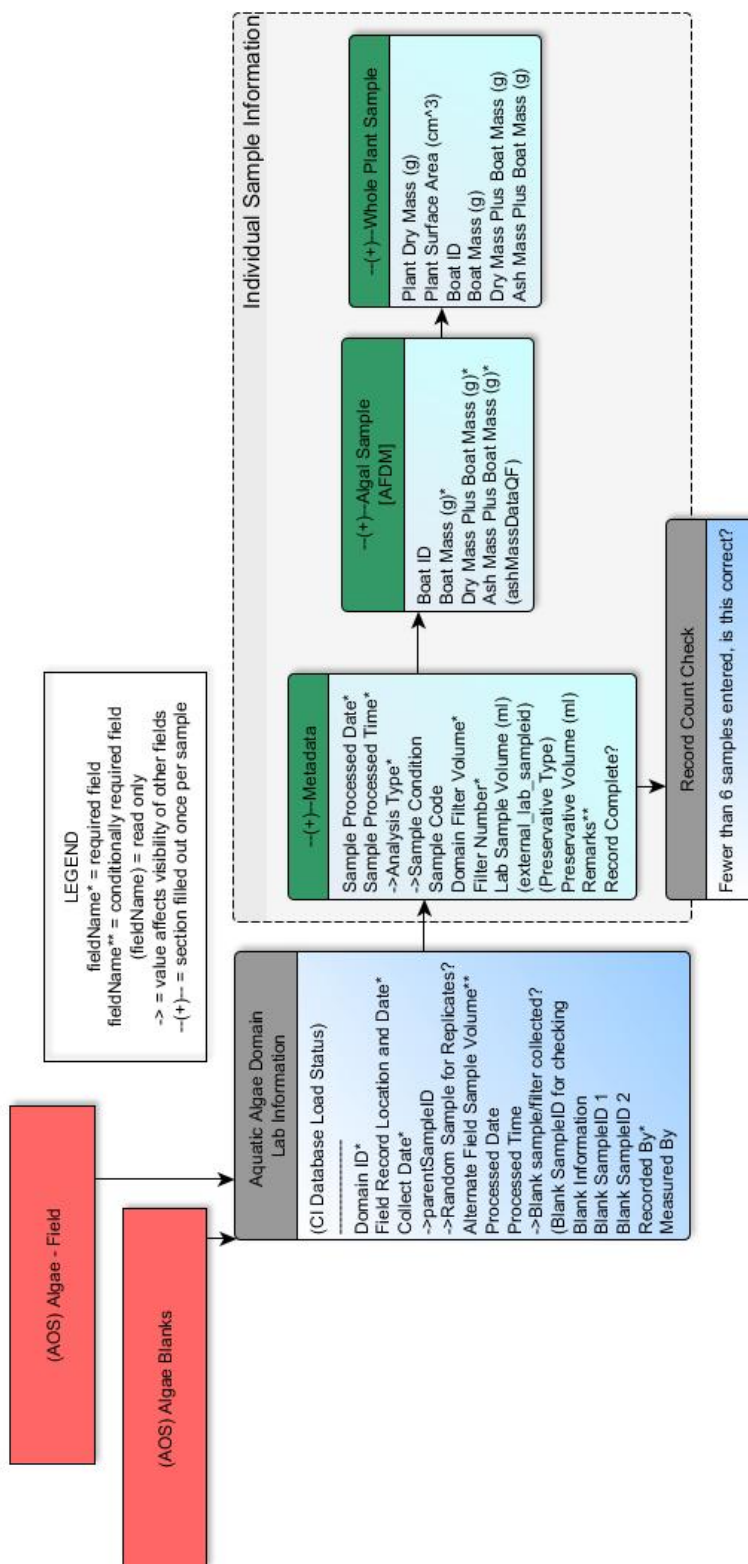 (AOS) Algae - Field
(AOS) Algae Blanks
LEGEND
fieldName* = required field
fieldName** = conditionally required field
(fieldName) = read only
-> = value affects visibility of other fields
--(+)-- = section filled out once per sample
Aquatic Algae Domain
Lab Information
(CI Database Load Status)
--------------------
Domain ID*
Field Record Location and Date*
Collect Date*
->parentSampleID
->Random Sample for Replicates?
Alternate Field Sample Volume**
Processed Date
Processed Time
->Blank sample/filter collected?
(Blank SampleID for checking
Blank Information
Blank SampleID 1
Blank SampleID 2
Recorded By*
Measured By
Individual Sample Information
--(+)--Metadata
Sample Processed Date*
Sample Processed Time*
->Analysis Type*
->Sample Condition
Sample Code
Domain Filter Volume*
Filter Number*
Lab Sample Volume (ml)
(external_lab_sampleid)
(Preservative Type)
Preservative Volume (ml)
Remarks**
Record Complete?
--(+)--Algal Sample
[AFDM]
Boat ID
Boat Mass (g)*
Dry Mass Plus Boat Mass (g)*
Ash Mass Plus Boat Mass (g)*
(ashMassDataQF)
--(+)--Whole Plant Sample
Plant Dry Mass (g)
Plant Surface Area (cm^3)
Boat ID
Boat Mass (g)
Dry Mass Plus Boat Mass (g)
Ash Mass Plus Boat Mass (g)
Record Count Check
Fewer than 6 samples entered, is this correct?